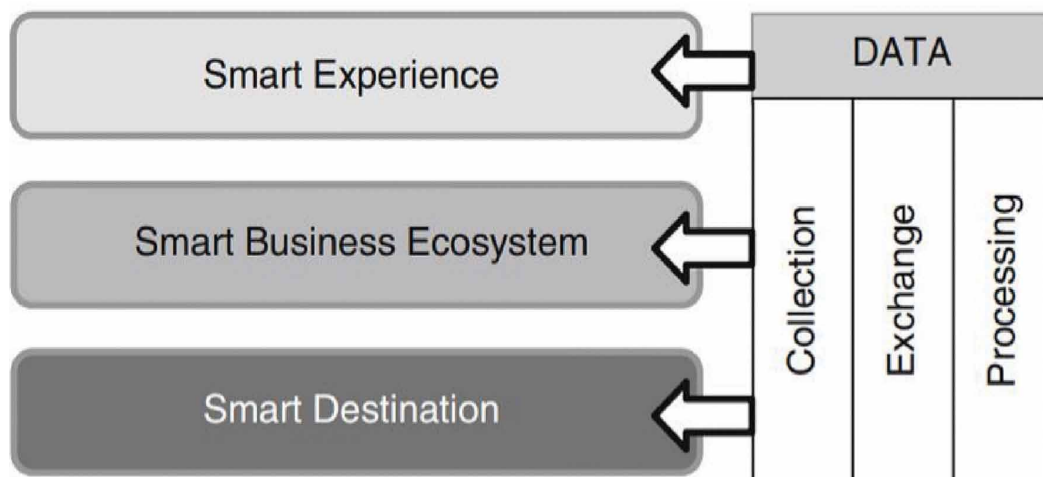 Smart Experience
Smart Business Ecosystem
Smart Destination
DATA
Collection
Exchange
Processing